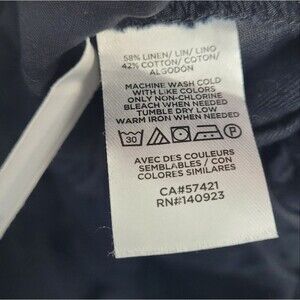 58% LINEN/ LIN/ LINO
42% COTTON/ COTON/
ALGODÓN
MACHINE WASH COLD
WITH LIKE COLORS
ONLY NON-CHLORINE
BLEACH WHEN NEEDED
TUMBLE DRY LOW
WARM IRON WHEN NEEDED
30 P
AVEC DES COULEURS
SEMBLABLES / CON
COLORES SIMILARES
CA#57421
RN#140923